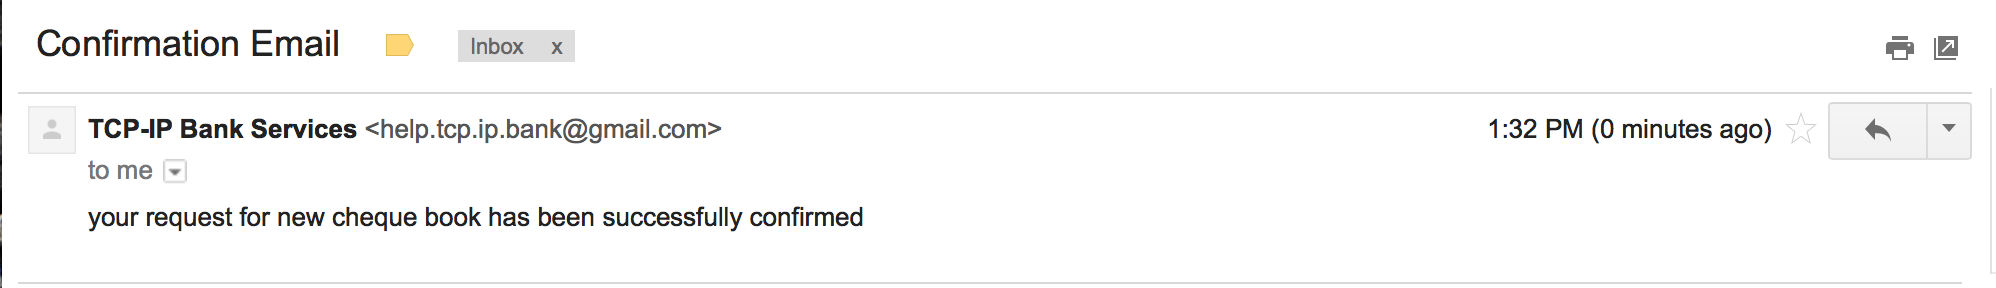 Confirmation Email Inbox x
TCP-IP Bank Services <help.tcp.ip.bank@gmail.com> 1:32 PM (0 minutes ago)
to me
your request for new cheque book has been successfully confirmed